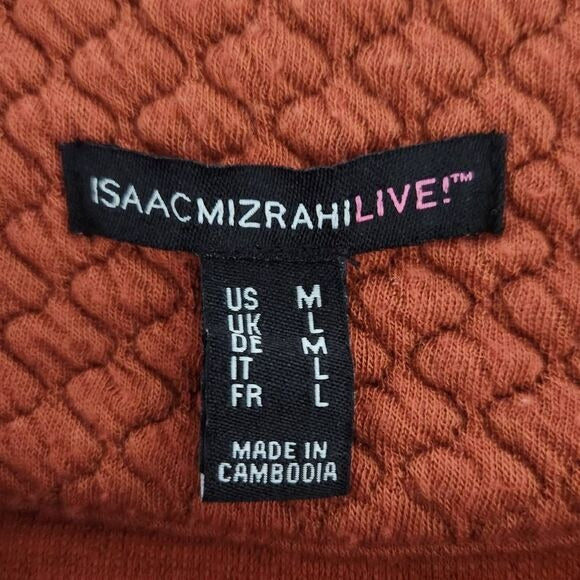 ISAACMIZRAHILIVE!™
US M
UK L
DE M
IT L
FR L
MADE IN
CAMBODIA